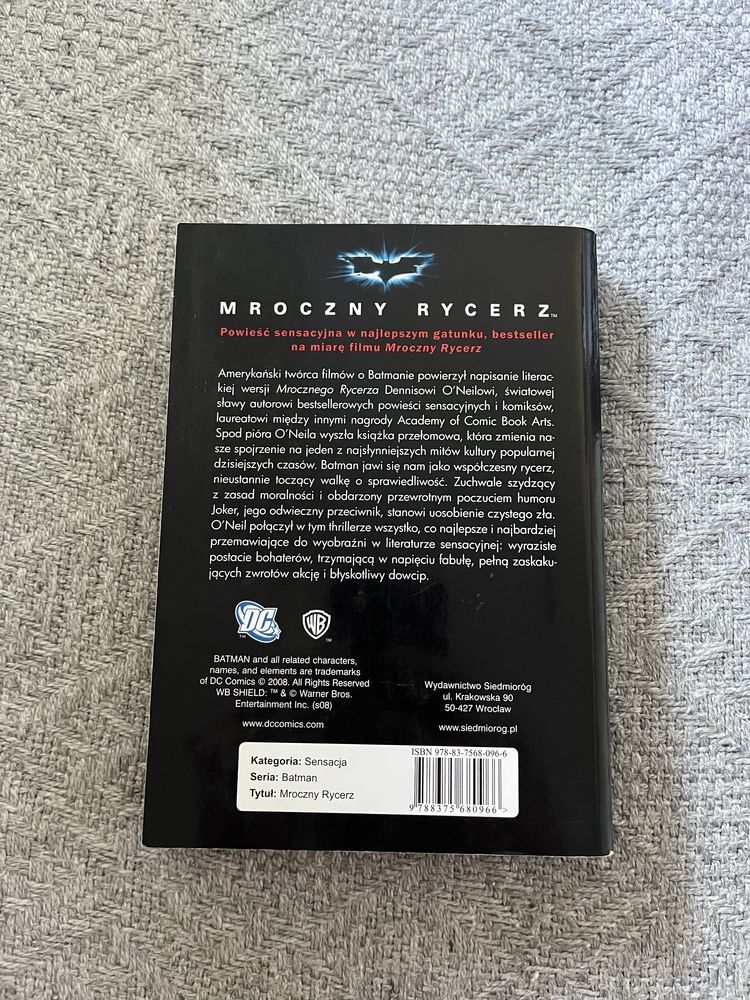 MROCZNY RYCERZ™
Powieść sensacyjna w najlepszym gatunku, bestseller
na miarę filmu Mroczny Rycerz
Amerykański twórca filmów o Batmanie powierzył napisanie literac-
kiej wersji Mrocznego Rycerza Dennisowi O'Neilowi, światowej
sławy autorowi bestsellerowych powieści sensacyjnych i komiksów,
laureatowi między innymi nagrody Academy of Comic Book Arts.
Spod pióra O'Neila wyszła książka przełomowa, która zmienia na-
sze spojrzenie na jeden z najsłynniejszych mitów kultury popularnej
dzisiejszych czasów. Batman jawi się nam jako współczesny rycerz,
nieustannie toczący walkę o sprawiedliwość. Zuchwale szydzący
z zasad moralności i obdarzony przewrotnym poczuciem humoru
Joker, jego odwieczny przeciwnik, stanowi uosobienie czystego zła.
O'Neil połączył w tym thrillerze wszystko, co najlepsze i najbardziej
przemawiające do wyobraźni w literaturze sensacyjnej: wyraziste
postacie bohaterów, trzymającą w napięciu fabułę, pełną zaskaku-
jących zwrotów akcję i błyskotliwy dowcip.
DC™
WB™
BATMAN and all related characters,
names, and elements are trademarks
of DC Comics © 2008. All Rights Reserved
WB SHIELD: ™ & © Warner Bros.
Entertainment Inc. (s08)
www.dccomics.com
Wydawnictwo Siedmioróg
ul. Krakowska 90
50-427 Wrocław
www.siedmiorog.pl
Kategoria: Sensacja
Seria: Batman
Tytuł: Mroczny Rycerz
ISBN 978-83-7568-096-6
9 788375 680966 >